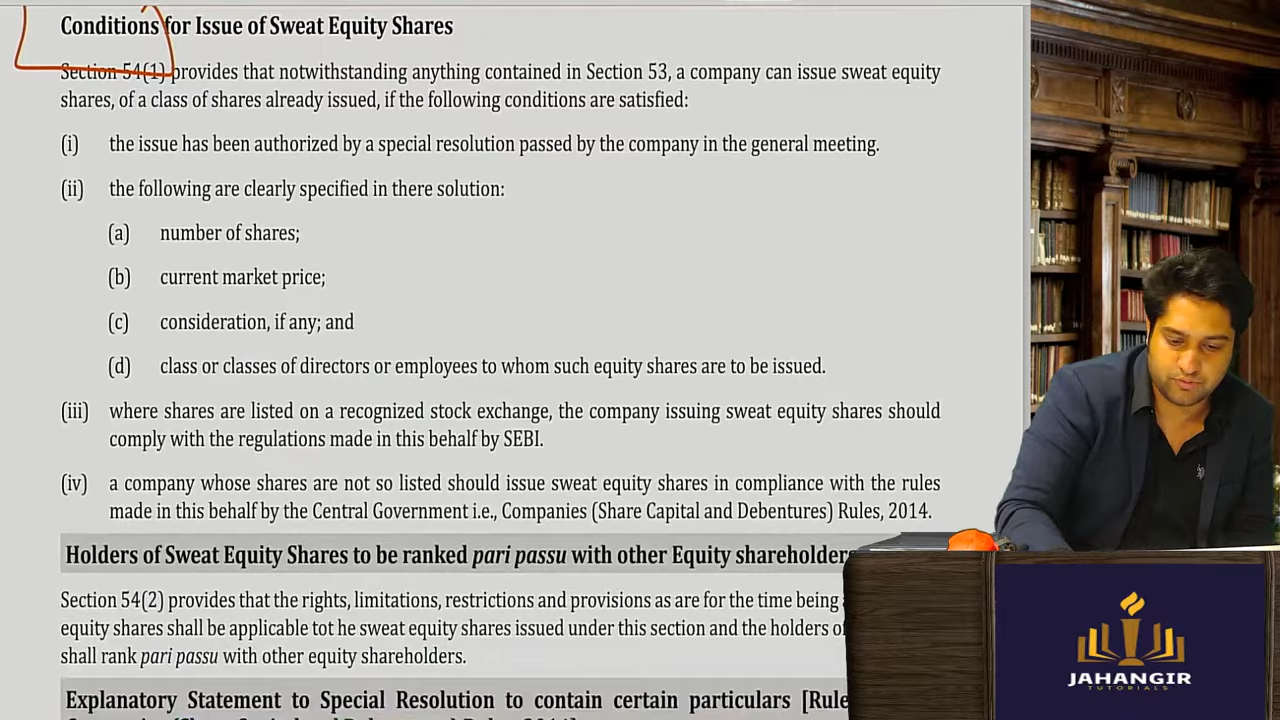 Conditions for Issue of Sweat Equity Shares
Section 54(1) provides that notwithstanding anything contained in Section 53, a company can issue sweat equity
shares, of a class of shares already issued, if the following conditions are satisfied:
(i) the issue has been authorized by a special resolution passed by the company in the general meeting.
(ii) the following are clearly specified in there solution:
(a) number of shares;
(b) current market price;
(c) consideration, if any; and
(d) class or classes of directors or employees to whom such equity shares are to be issued.
(iii) where shares are listed on a recognized stock exchange, the company issuing sweat equity shares should
comply with the regulations made in this behalf by SEBI.
(iv) a company whose shares are not so listed should issue sweat equity shares in compliance with the rules
made in this behalf by the Central Government i.e., Companies (Share Capital and Debentures) Rules, 2014.
Holders of Sweat Equity Shares to be ranked pari passu with other Equity shareholders
Section 54(2) provides that the rights, limitations, restrictions and provisions as are for the time being
equity shares shall be applicable tot he sweat equity shares issued under this section and the holders of
shall rank pari passu with other equity shareholders.
Explanatory Statement to Special Resolution to contain certain particulars [Rule
JAHANGIR
TUTORIALS